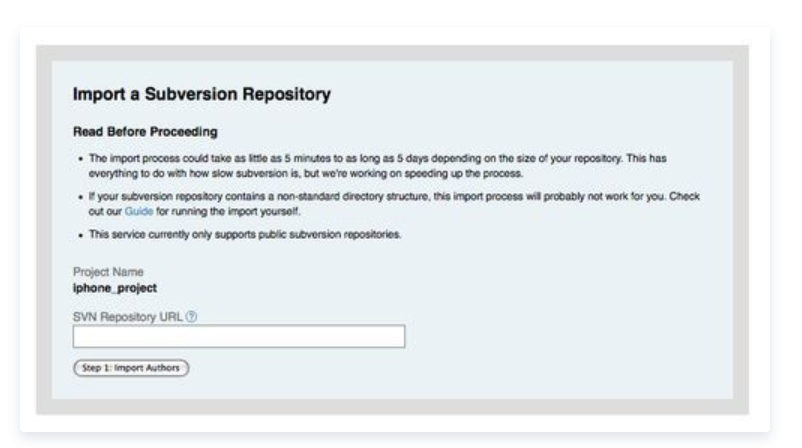 Import a Subversion Repository
Read Before Proceeding
• The import process could take as little as 5 minutes to as long as 5 days depending on the size of your repository. This has
everything to do with how slow subversion is, but we're working on speeding up the process.
• If your subversion repository contains a non-standard directory structure, this import process will probably not work for you. Check
out our Guide for running the import yourself.
• This service currently only supports public subversion repositories.
Project Name
iphone_project
SVN Repository URL ?
Step 1: Import Authors